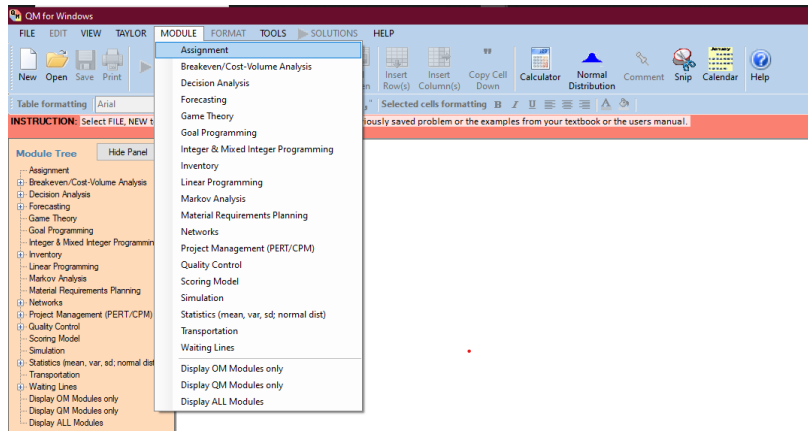 QM for Windows
FILE EDIT VIEW TAYLOR MODULE FORMAT TOOLS SOLUTIONS HELP
New Open Save Print
Insert Row(s)
Insert Column(s)
Copy Cell Down
Calculator
Normal Distribution
Comment
Snip
Calendar
Help
Table formatting Arial
Selected cells formatting B I U
INSTRUCTION: Select FILE, NEW
iously saved problem or the examples from your textbook or the users manual.
Assignment
Breakeven/Cost-Volume Analysis
Decision Analysis
Forecasting
Game Theory
Goal Programming
Integer & Mixed Integer Programming
Inventory
Linear Programming
Markov Analysis
Material Requirements Planning
Networks
Project Management (PERT/CPM)
Quality Control
Scoring Model
Simulation
Statistics (mean, var, sd; normal dist)
Transportation
Waiting Lines
Display OM Modules only
Display QM Modules only
Display ALL Modules
Module Tree Hide Panel
Assignment
Breakeven/Cost-Volume Analysis
Decision Analysis
Forecasting
Game Theory
Goal Programming
Integer & Mixed Integer Programmin
Inventory
Linear Programming
Markov Analysis
Material Requirements Planning
Networks
Project Management (PERT/CPM)
Quality Control
Scoring Model
Simulation
Statistics (mean, var, sd; normal dist
Transportation
Waiting Lines
Display OM Modules only
Display QM Modules only
Display ALL Modules